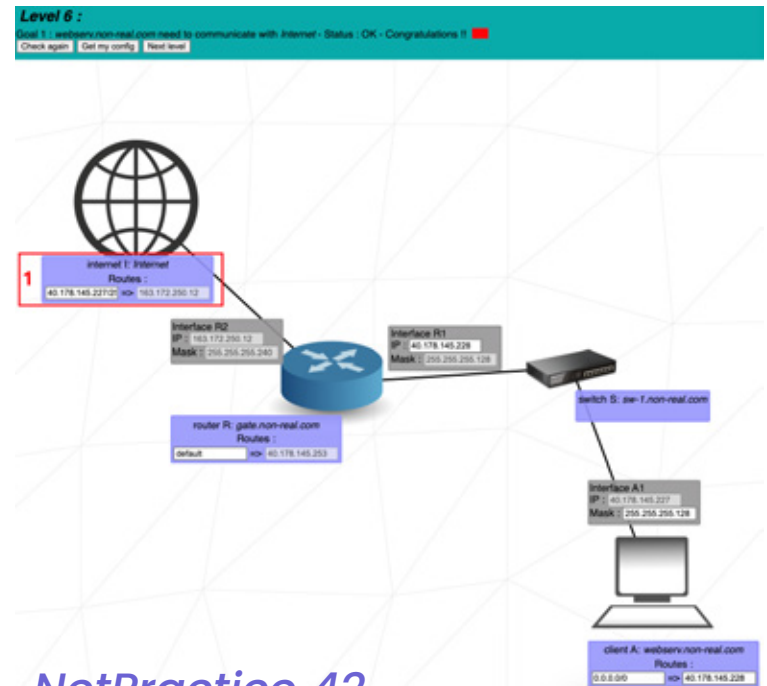 Level 6 :
Goal 1 : webserv.non-real.com need to communicate with Internet - Status : OK - Congratulations !!
Check again Get my config Next level
1
internet I: Internet
Routes :
40.178.145.227/2 => 163.172.250.12
Interface R2
IP : 163.172.250.12
Mask : 255.255.255.240
Interface R1
IP : 40.178.145.228
Mask : 255.255.255.128
switch S: sw-1.non-real.com
router R: gate.non-real.com
Routes :
default => 40.178.145.253
Interface A1
IP : 40.178.145.227
Mask : 255.255.255.128
client A: webserv.non-real.com
Routes :
0.0.0.0/0 => 40.178.145.228
NetPractice 42